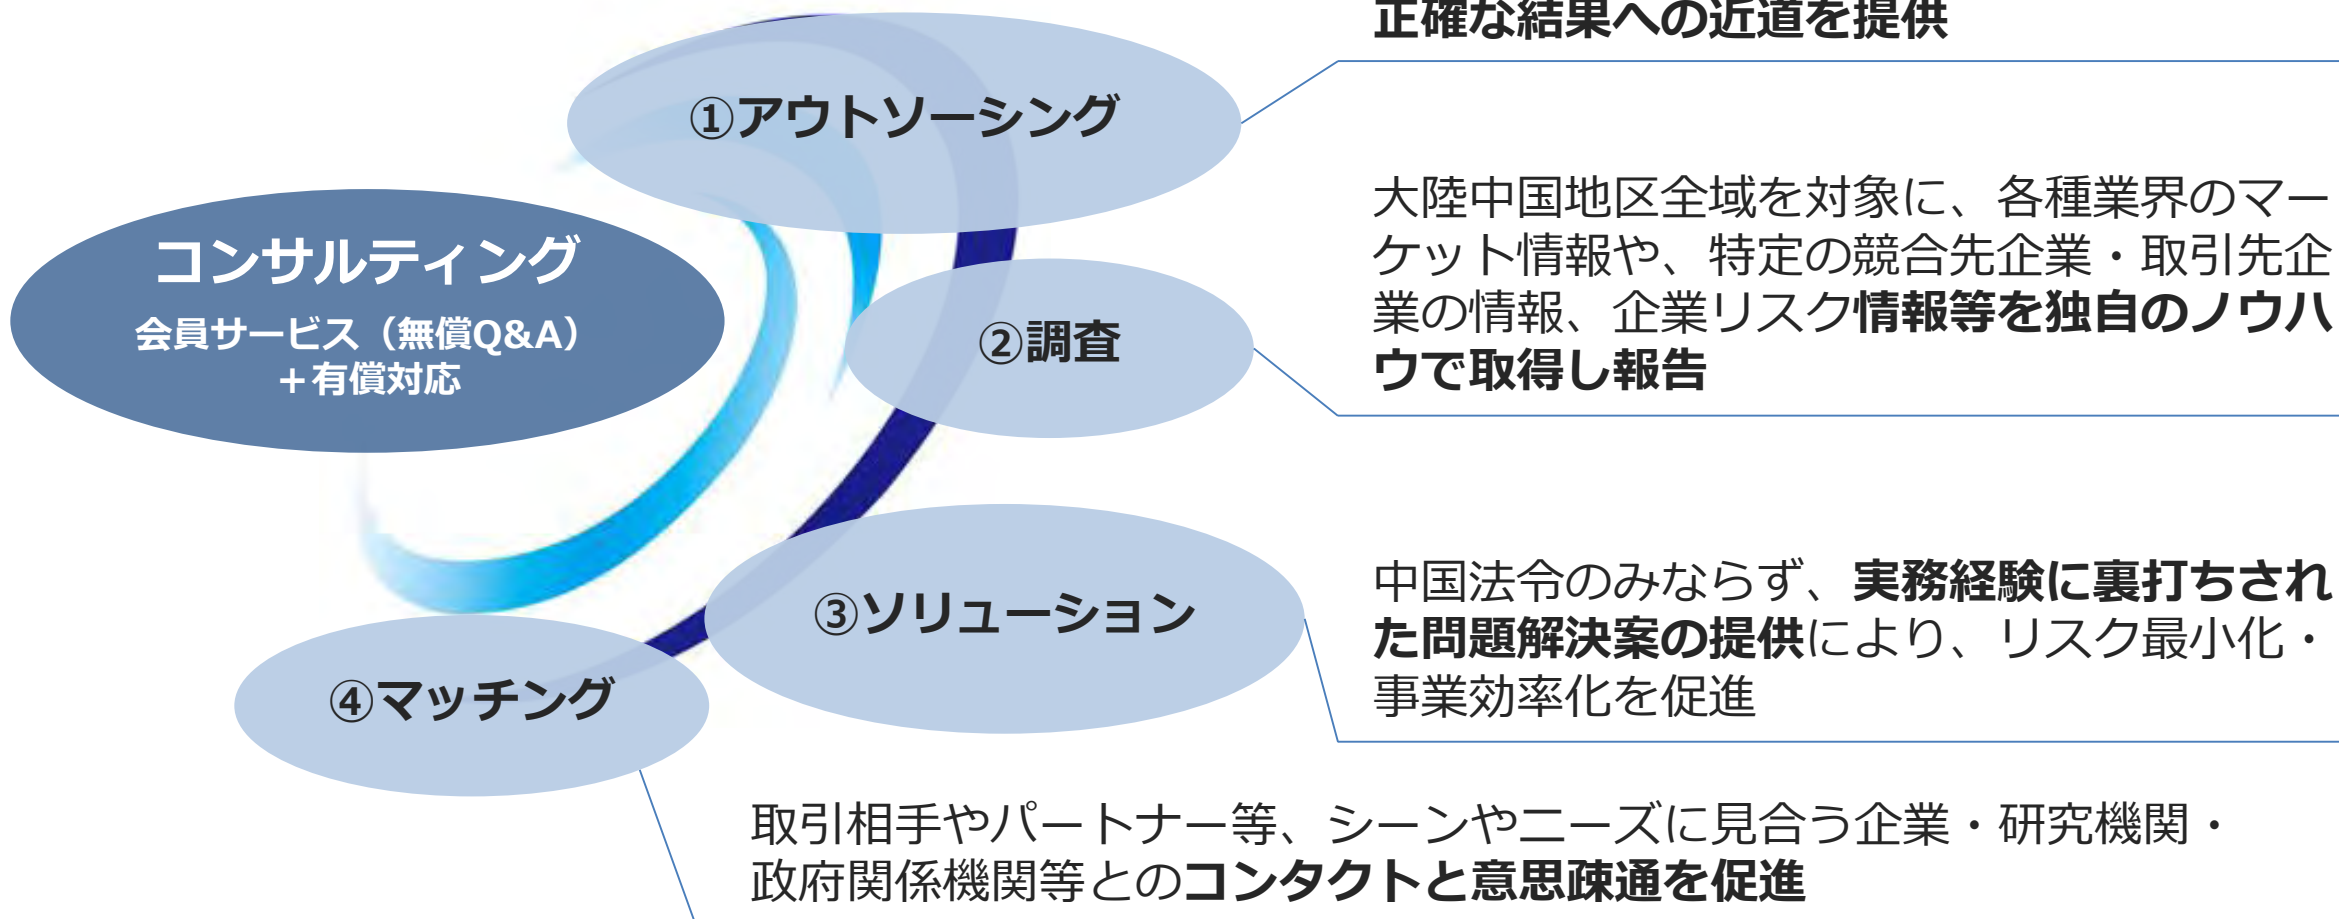 正確な結果への近道を提供
①アウトソーシング
大陸中国地区全域を対象に、各種業界のマー
ケット情報や、特定の競合先企業・取引先企
業の情報、企業リスク情報等を独自のノウハ
ウで取得し報告
コンサルティング
会員サービス（無償Q&A）
＋有償対応
②調査
中国法令のみならず、実務経験に裏打ちされ
た問題解決案の提供により、リスク最小化・
事業効率化を促進
③ソリューション
④マッチング
取引相手やパートナー等、シーンやニーズに見合う企業・研究機関・
政府関係機関等とのコンタクトと意思疎通を促進